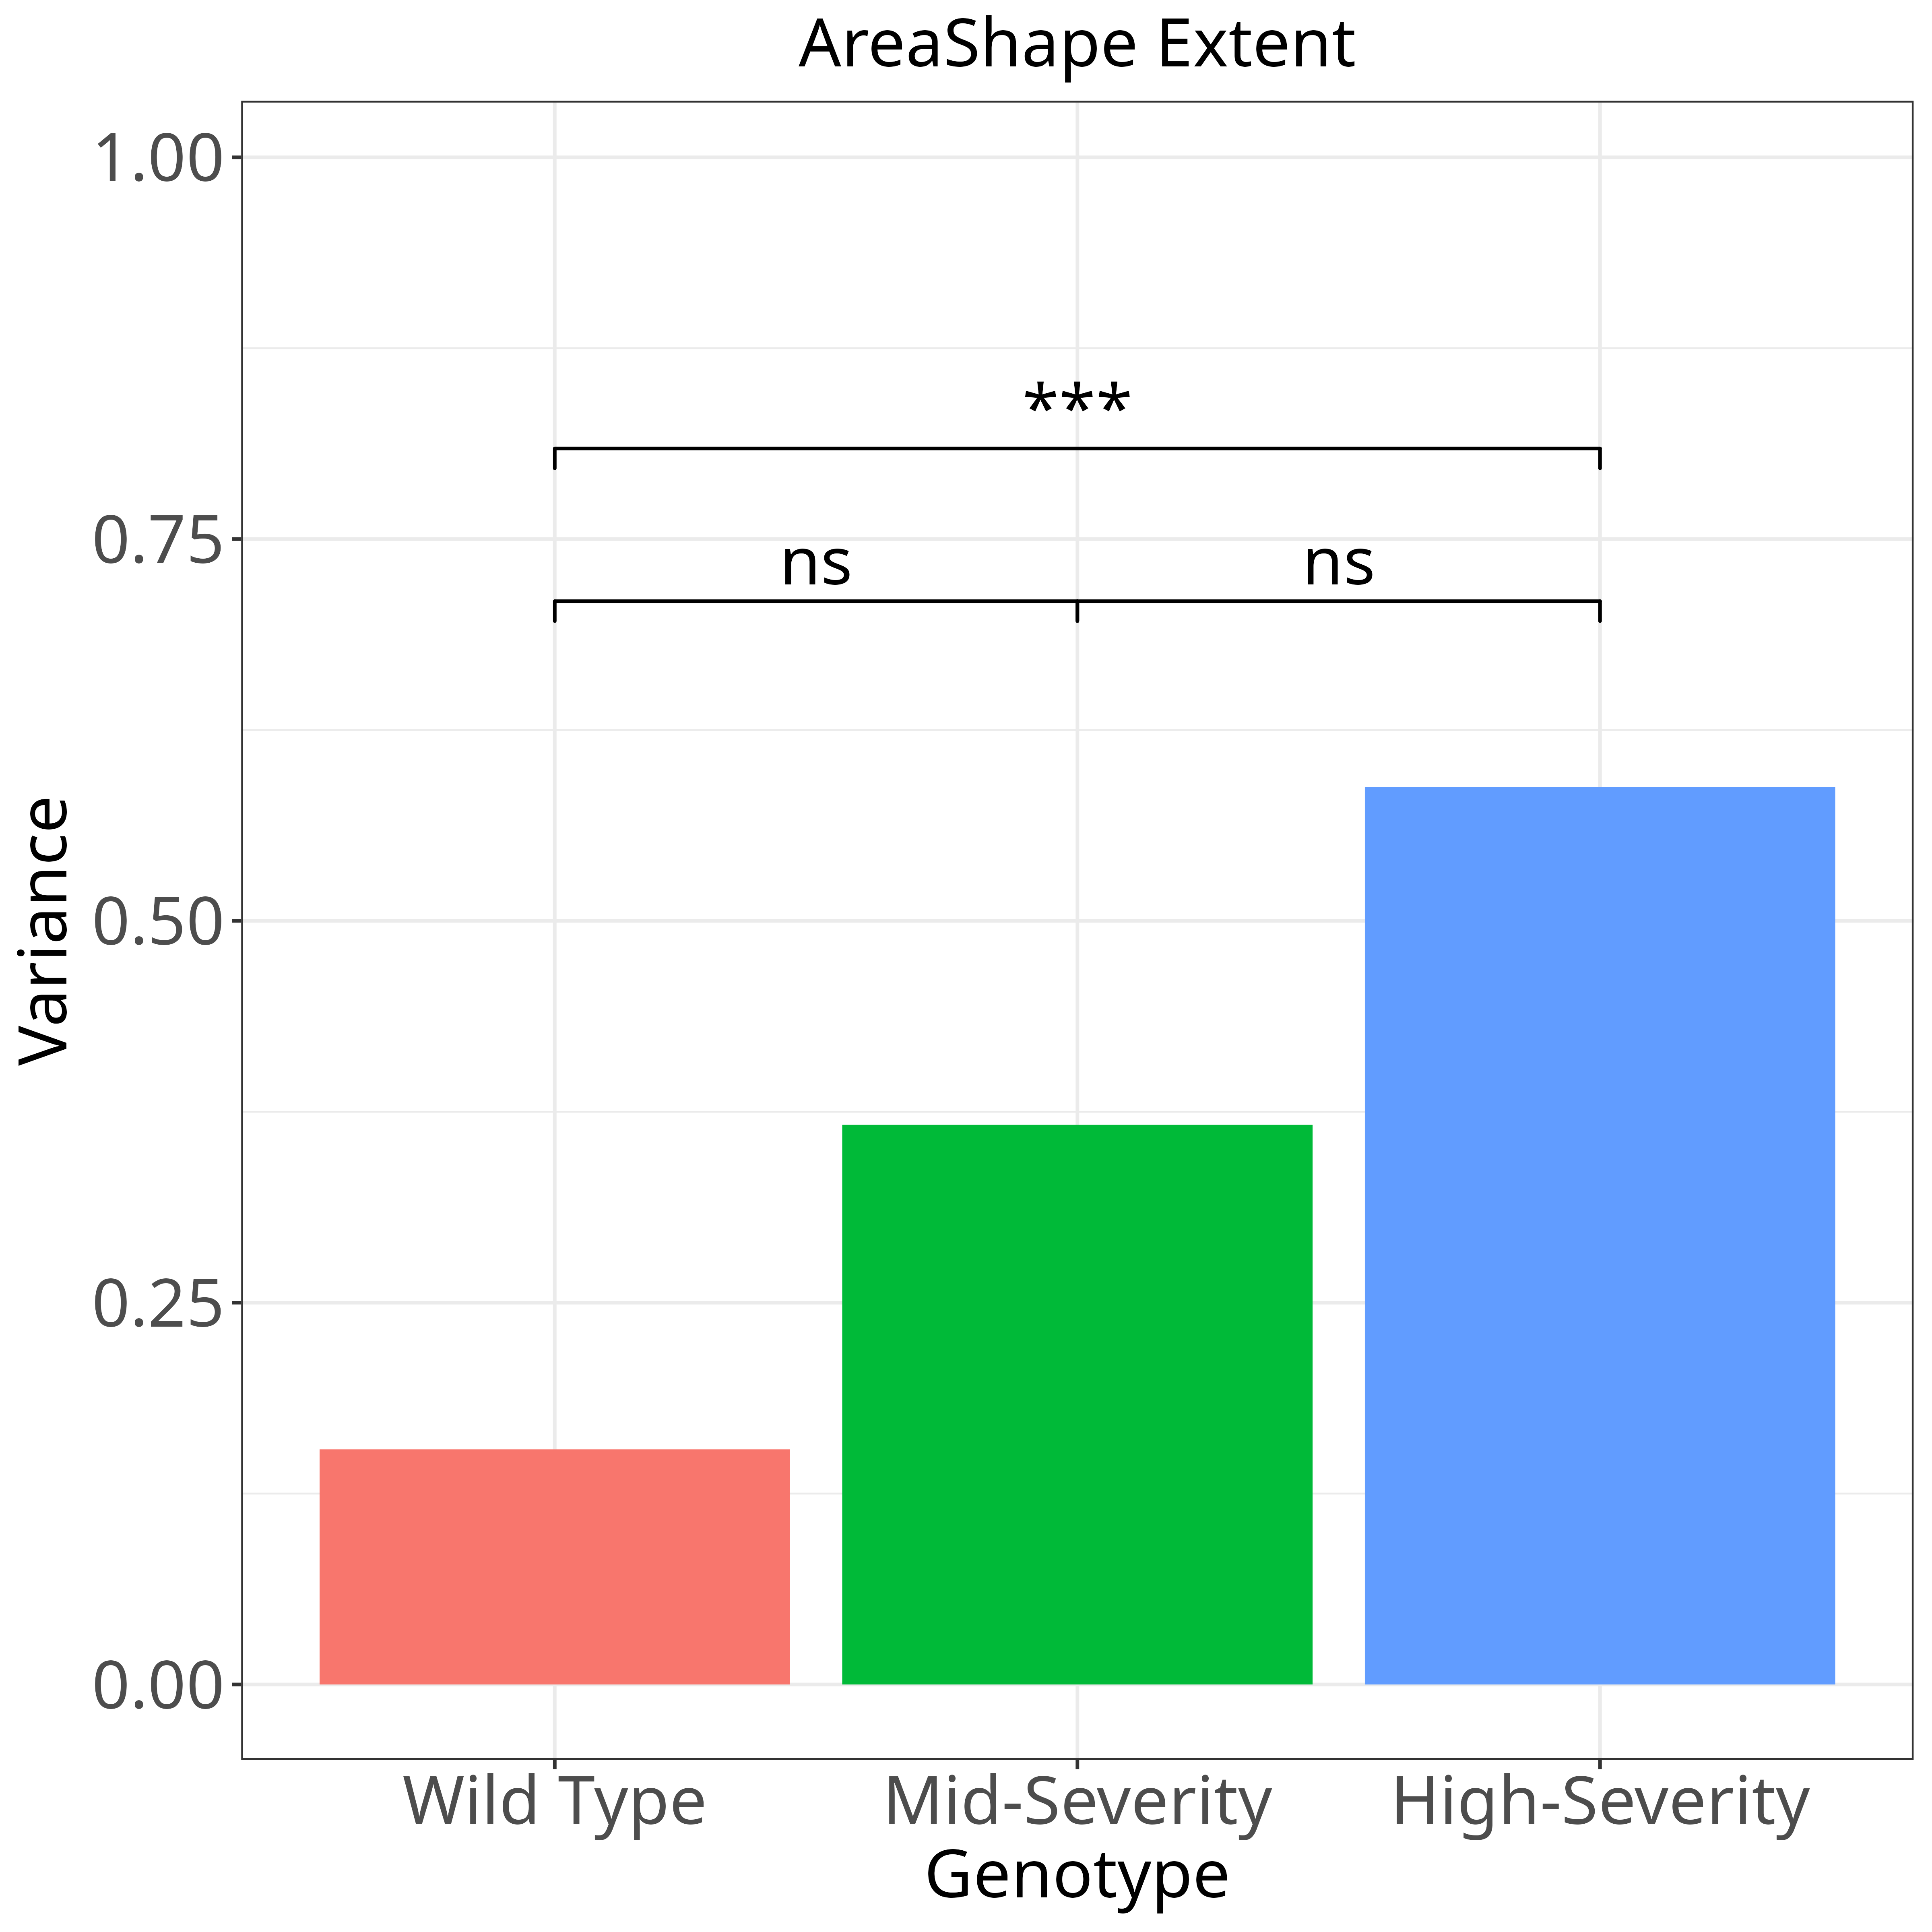 AreaShape Extent
1.00
***
0.75
ns ns
0.50
0.25
0.00
Variance
Wild Type Mid-Severity High-Severity
Genotype